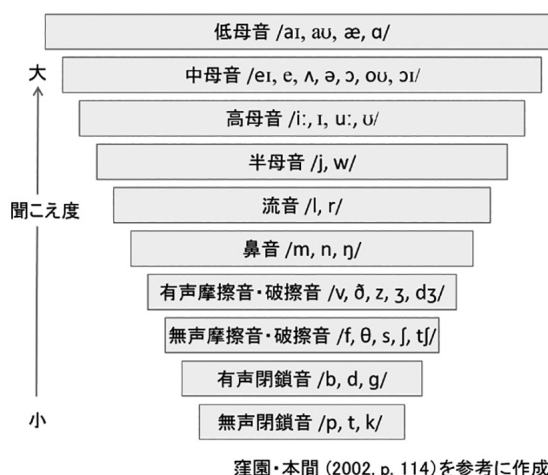 低母音 /aɪ, aʊ, æ, ɑ/
大
中母音 /eɪ, e, ʌ, ə, ɔ, oʊ, ɔɪ/
高母音 /iː, ɪ, uː, ʊ/
半母音 /j, w/
聞こえ度
流音 /l, r/
鼻音 /m, n, ŋ/
有声摩擦音・破擦音 /v, ð, z, ʒ, dʒ/
無声摩擦音・破擦音 /f, θ, s, ʃ, tʃ/
有声閉鎖音 /b, d, g/
小
無声閉鎖音 /p, t, k/
窪園・本間 (2002, p. 114)を参考に作成